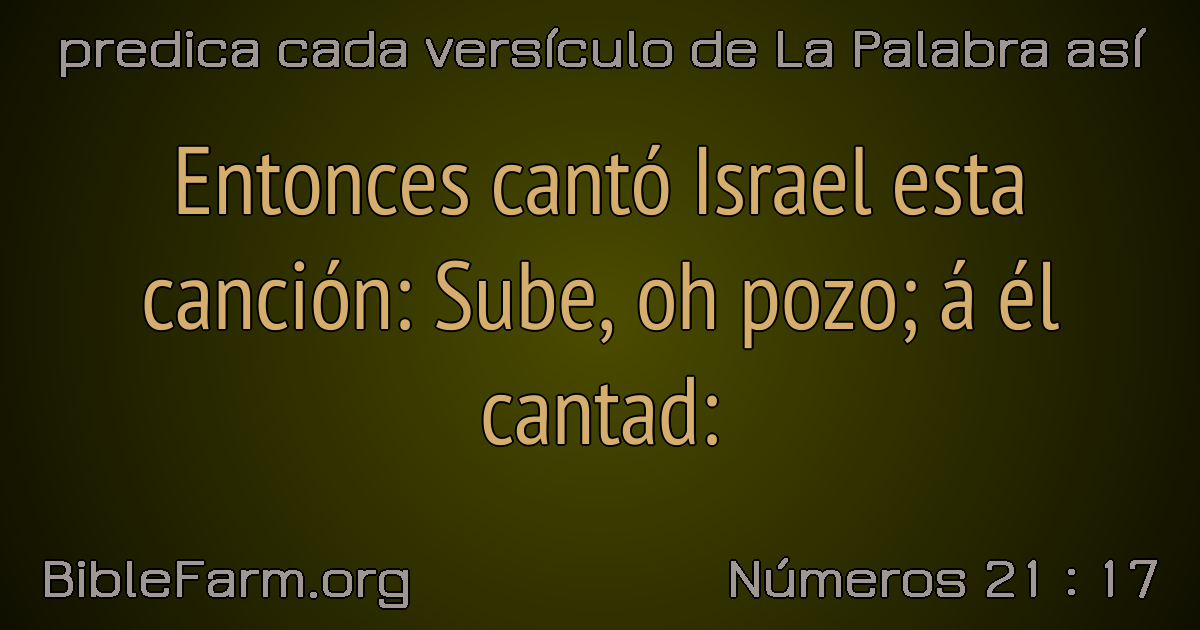 predica cada versículo de La Palabra así
Entonces cantó Israel esta
canción: Sube, oh pozo; á él
cantad:
BibleFarm.org
Números 21 : 17